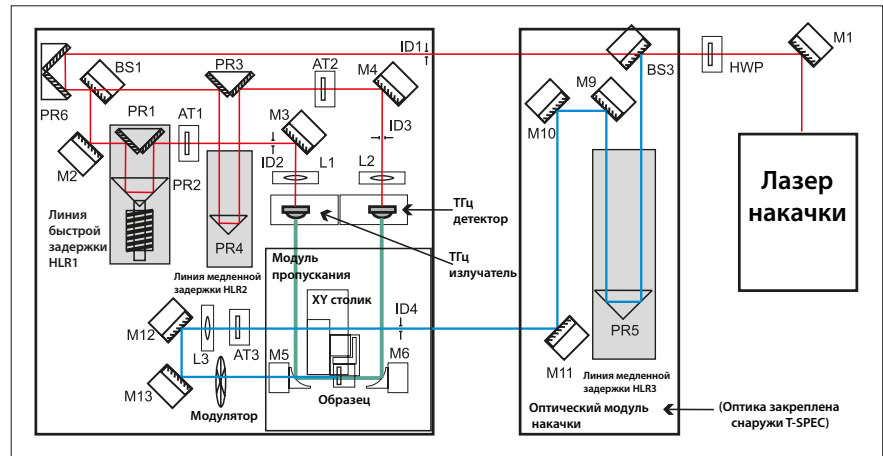 ID1
M1
BS1
PR3
AT2
M4
BS3
HWP
PR6
PR1
AT1
M3
M9
M10
ID3
M2
ID2
L1
L2
PR2
Лазер
накачки
Линия
быстрой
задержки
HLR1
PR4
ТГц
детектор
ТГц
излучатель
Линия медленной
задержки HLR2
Модуль
пропускания
XY столик
ID4
M12
L3
AT3
PR5
M5
M6
M11
M13
Модулятор
Образец
Линия медленной
задержки HLR3
Оптический модуль
накачки
(Оптика закреплена
снаружи T-SPEC)